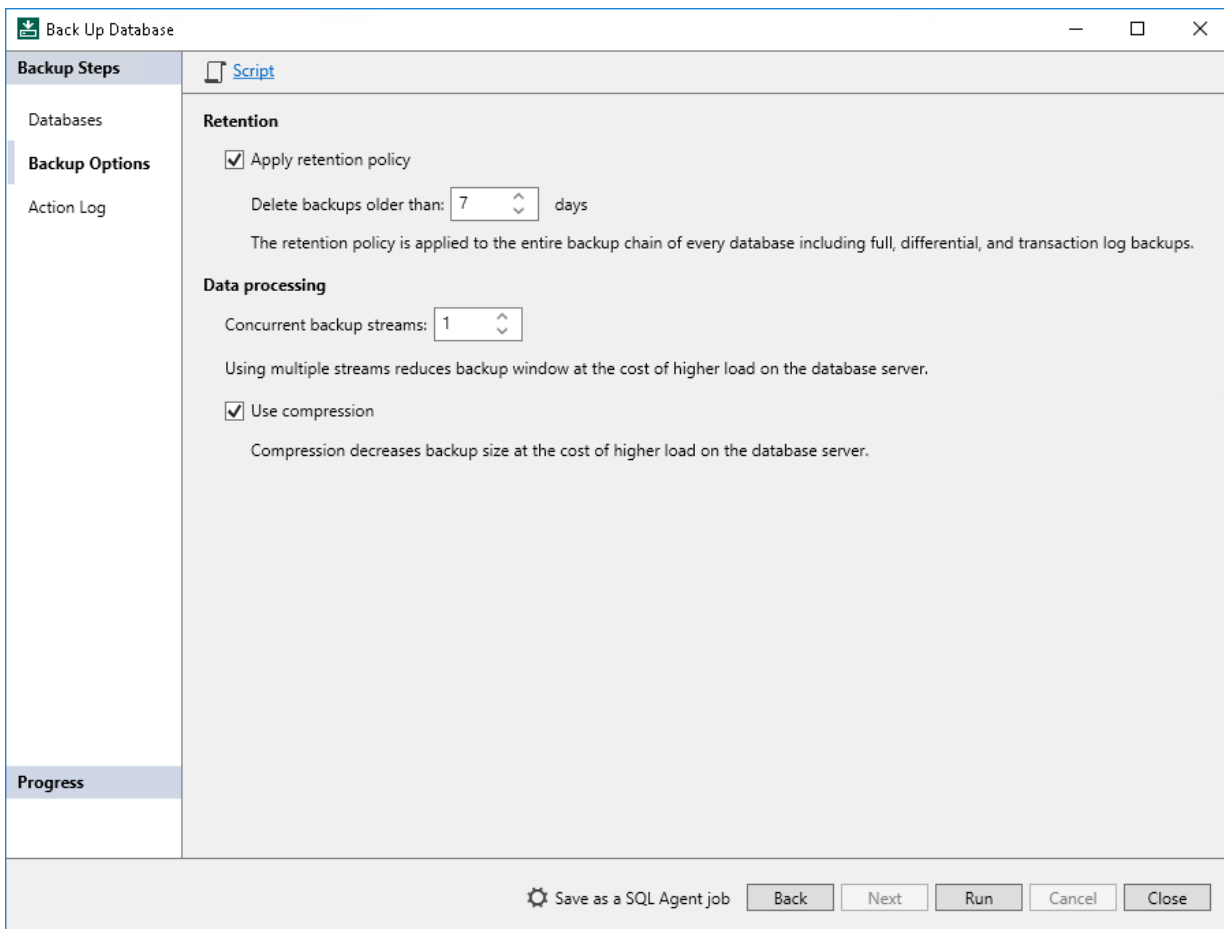 Back Up Database
Backup Steps
Script
Databases
Backup Options
Action Log
Retention
Apply retention policy
Delete backups older than: 7 days
The retention policy is applied to the entire backup chain of every database including full, differential, and transaction log backups.
Data processing
Concurrent backup streams: 1
Using multiple streams reduces backup window at the cost of higher load on the database server.
Use compression
Compression decreases backup size at the cost of higher load on the database server.
Progress
Save as a SQL Agent job Back Next Run Cancel Close